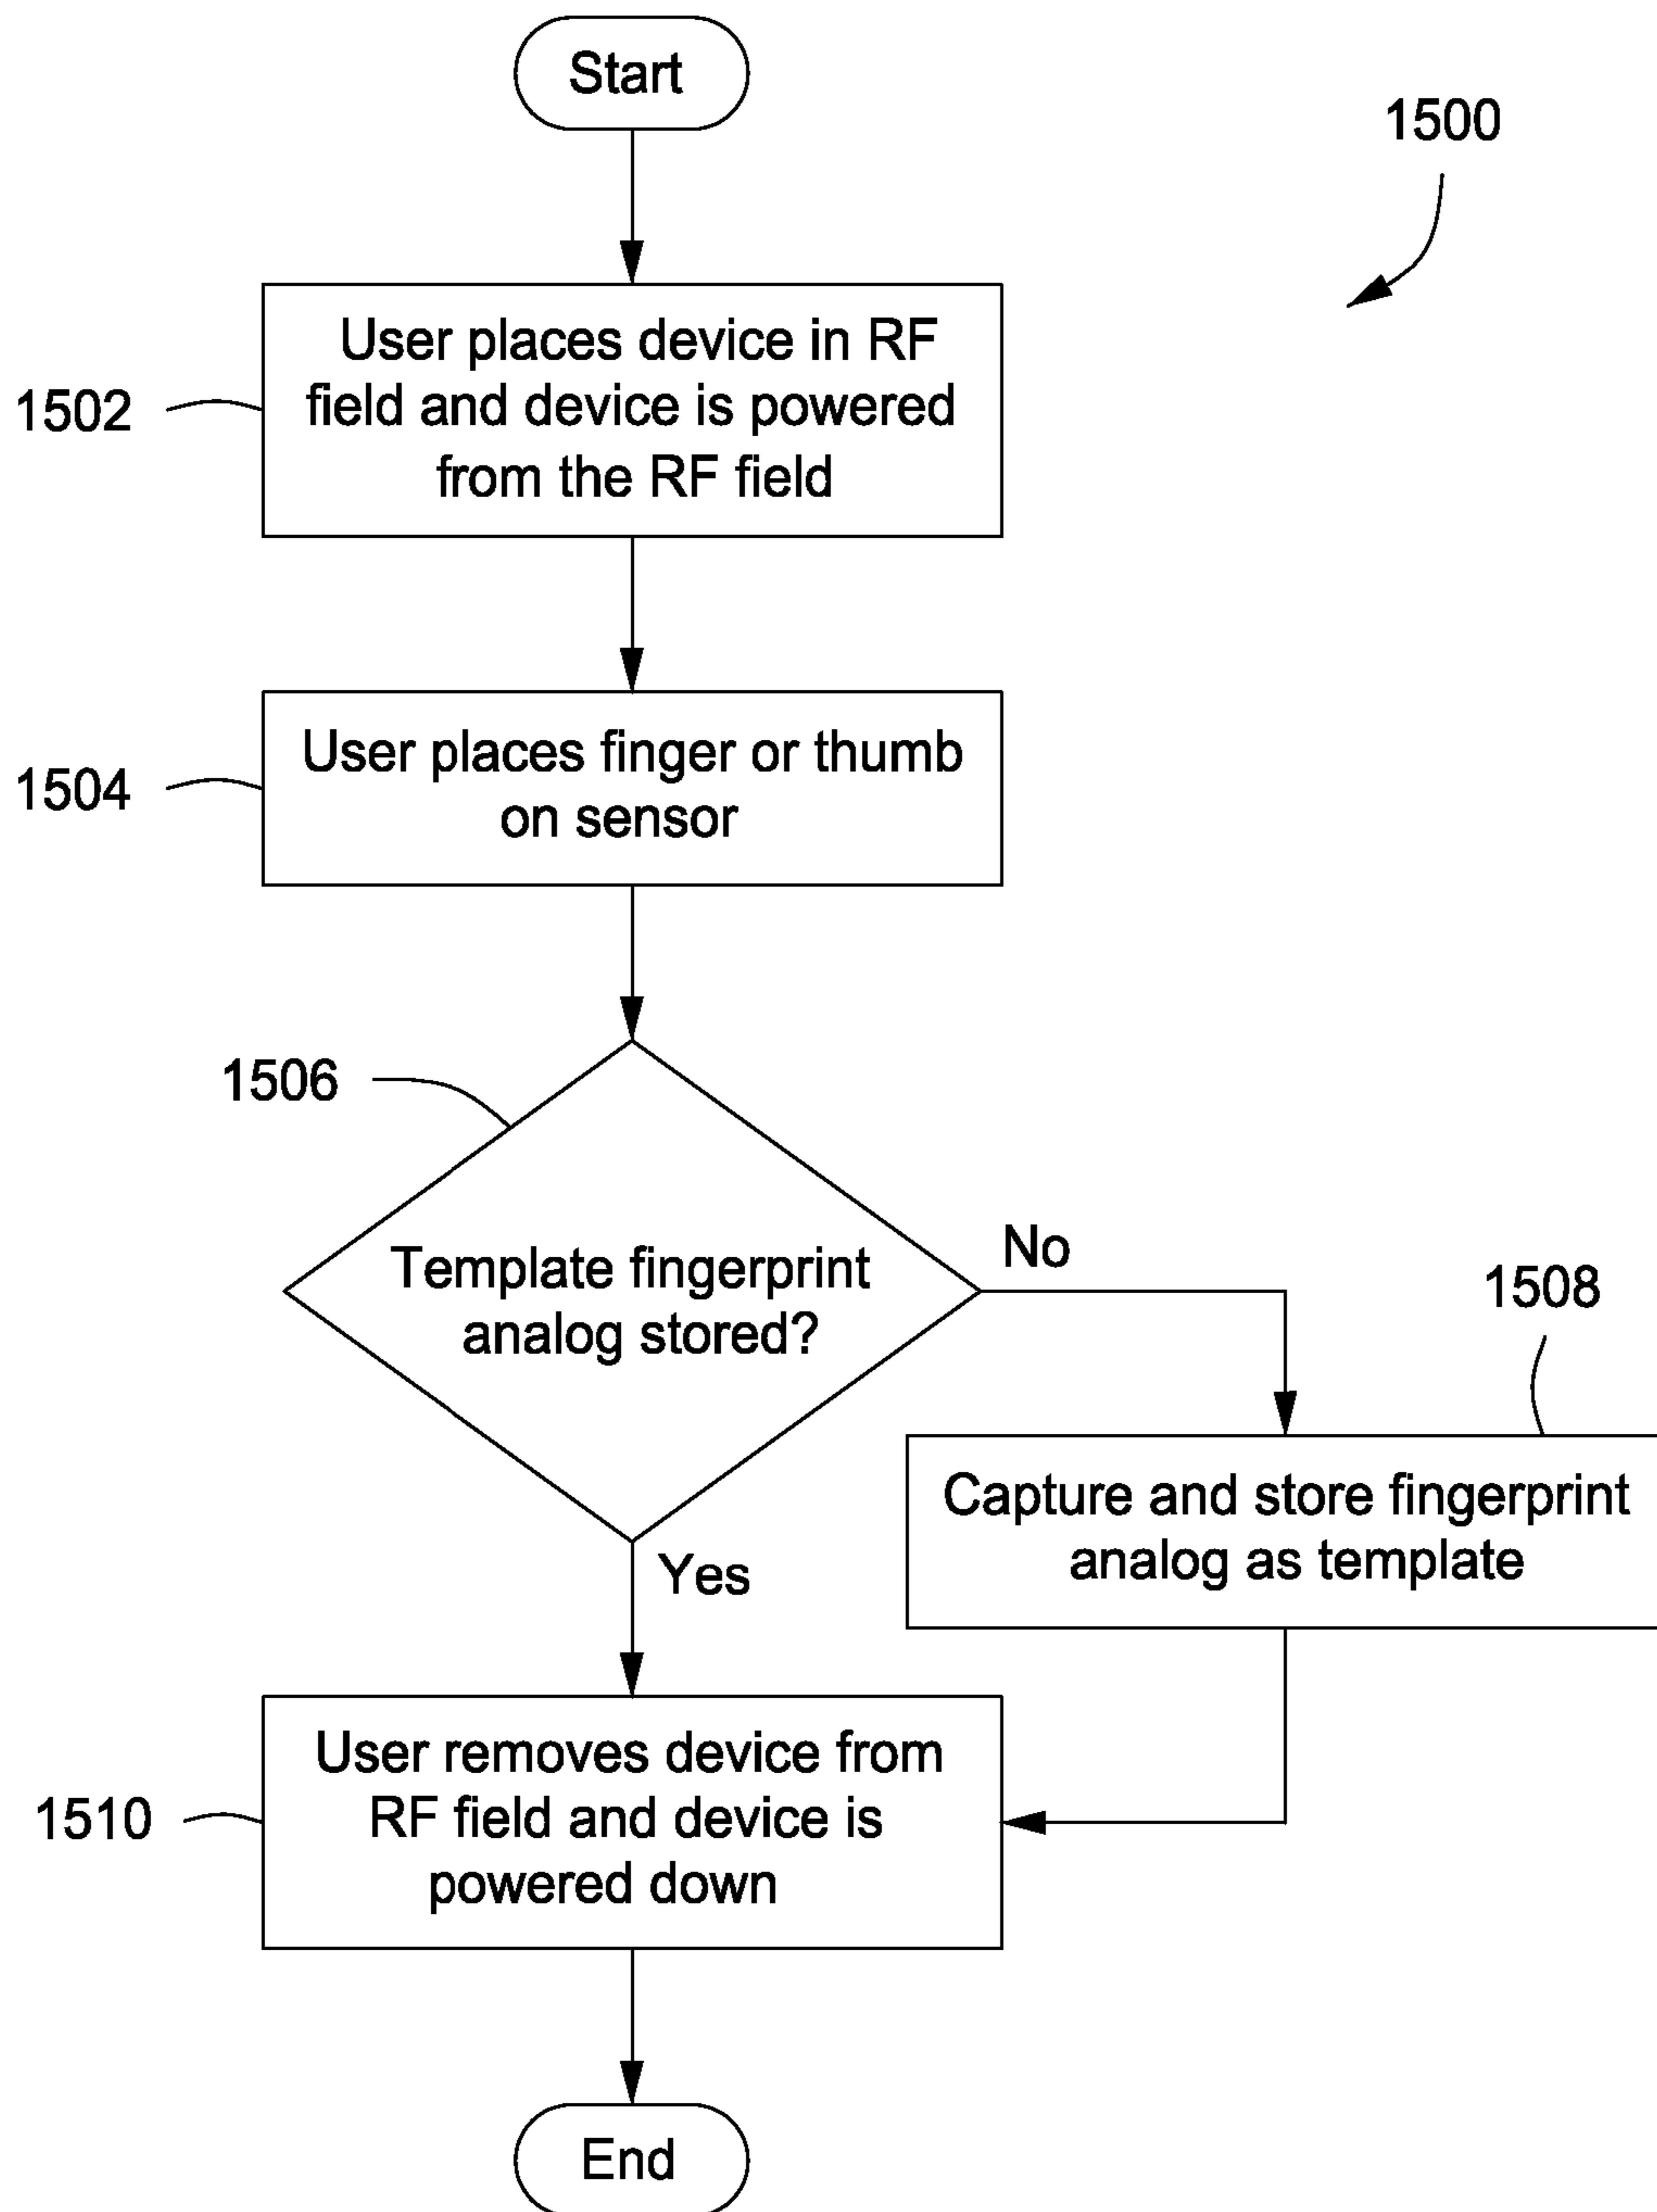 Start
1500
User places device in RF
field and device is powered
from the RF field
1502
User places finger or thumb
on sensor
1504
1506
Template fingerprint
analog stored?
No
1508
Capture and store fingerprint
analog as template
Yes
User removes device from
RF field and device is
powered down
1510
End